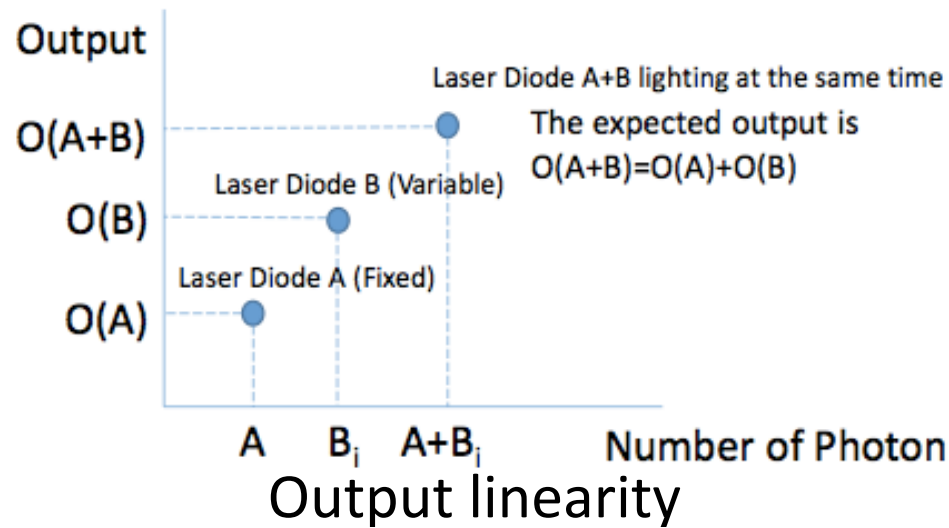 Output
Laser Diode A+B lighting at the same time
O(A+B)
The expected output is
O(A+B)=O(A)+O(B)
Laser Diode B (Variable)
O(B)
Laser Diode A (Fixed)
O(A)
A Bi A+Bi Number of Photon
Output linearity